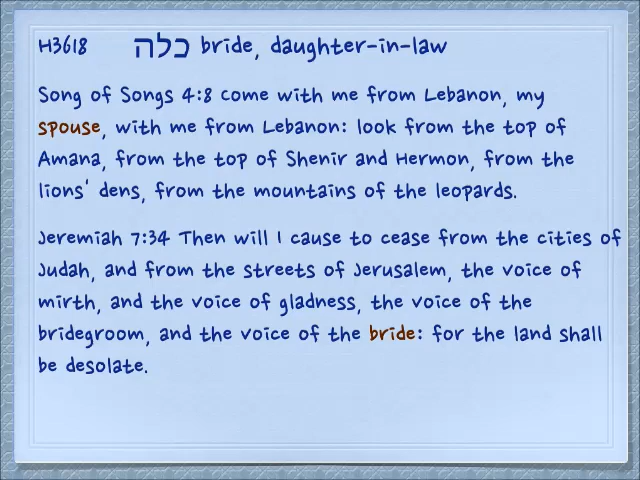 H3618 כלה bride, daughter-in-law
Song of Songs 4:8 Come with me from Lebanon, my
spouse, with me from Lebanon: look from the top of
Amana, from the top of Shenir and Hermon, from the
lions' dens, from the mountains of the leopards.
Jeremiah 7:34 Then will I cause to cease from the cities of
Judah, and from the streets of Jerusalem, the voice of
mirth, and the voice of gladness, the voice of the
bridegroom, and the voice of the bride: for the land shall
be desolate.